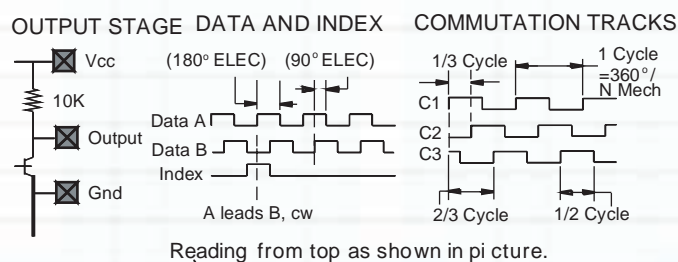 OUTPUT STAGE
Vcc
10K
Output
Gnd
DATA AND INDEX
(180° ELEC) (90° ELEC)
Data A
Data B
Index
A leads B, cw
COMMUTATION TRACKS
1/3 Cycle
1 Cycle
=360°/
N Mech
C1
C2
C3
2/3 Cycle
1/2 Cycle
Reading from top as shown in pi cture.